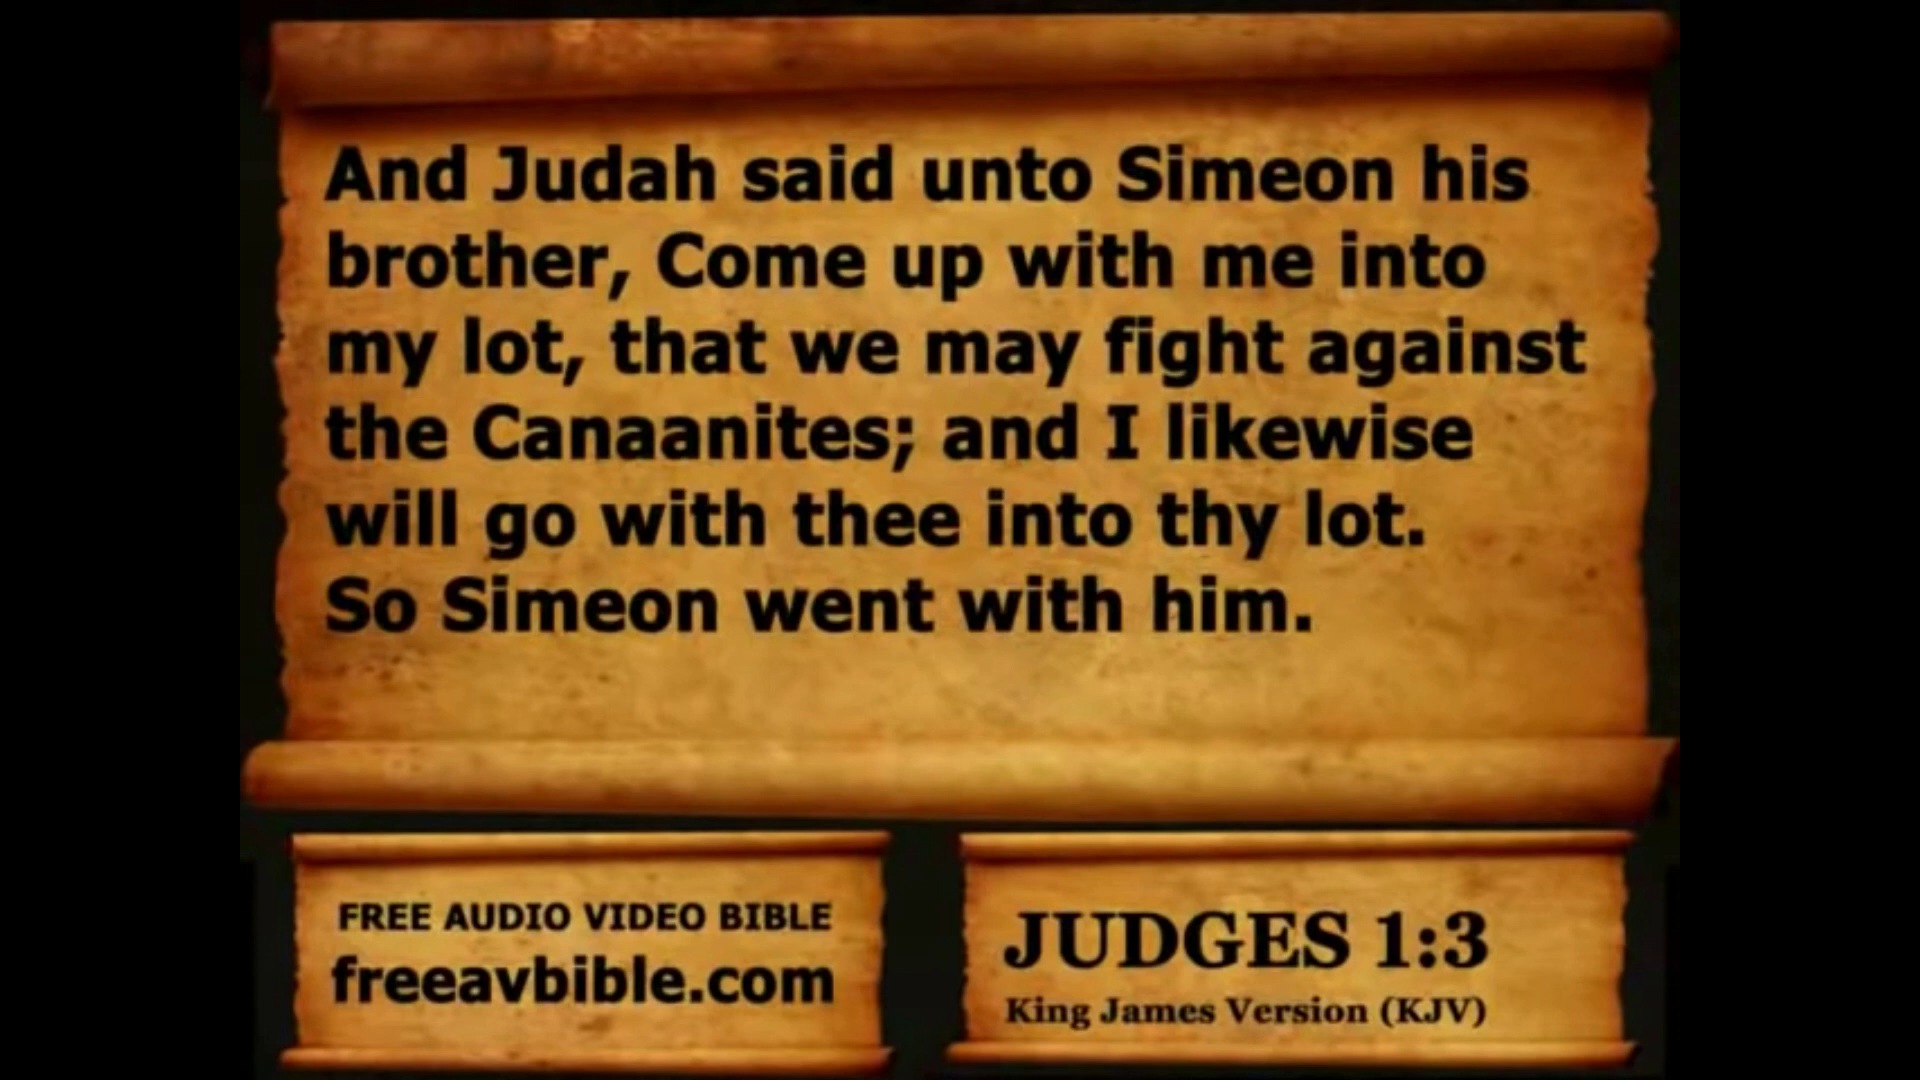 And Judah said unto Simeon his
brother, Come up with me into
my lot, that we may fight against
the Canaanites; and I likewise
will go with thee into thy lot.
So Simeon went with him.
FREE AUDIO VIDEO BIBLE
freeavbible.com
JUDGES 1:3
King James Version (KJV)